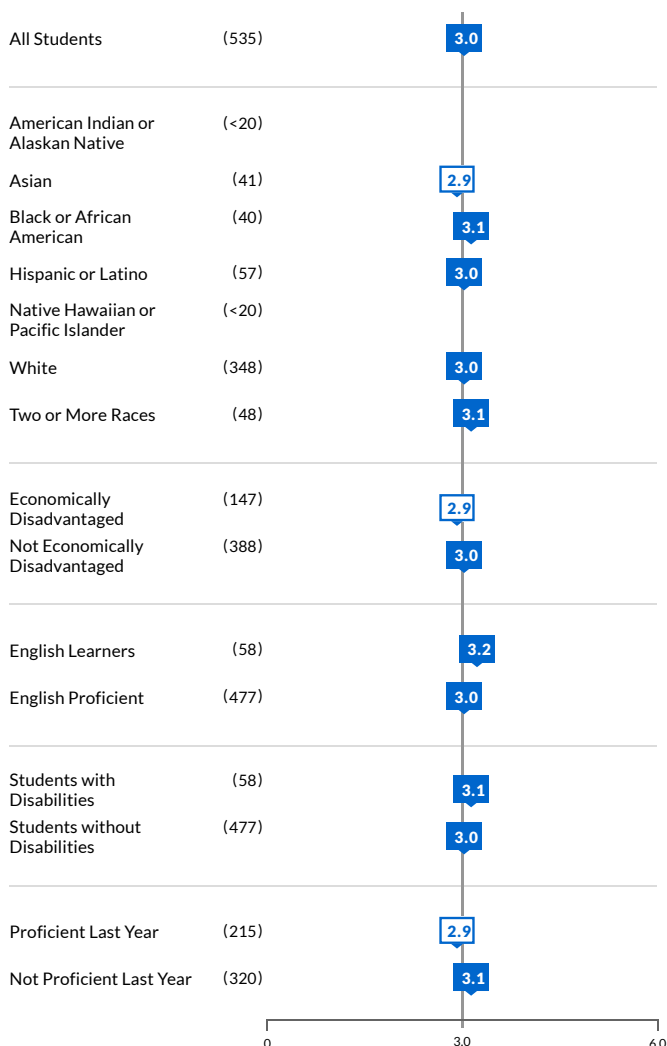 All Students (535) 3.0
American Indian or (<20)
Alaskan Native
Asian (41) 2.9
Black or African (40)
American 3.1
Hispanic or Latino (57) 3.0
Native Hawaiian or (<20)
Pacific Islander
White (348) 3.0
Two or More Races (48) 3.1
Economically (147)
Disadvantaged 2.9
Not Economically (388)
Disadvantaged 3.0
English Learners (58) 3.2
English Proficient (477) 3.0
Students with (58)
Disabilities 3.1
Students without (477)
Disabilities 3.0
Proficient Last Year (215) 2.9
Not Proficient Last Year (320) 3.1
0 3.0 6.0